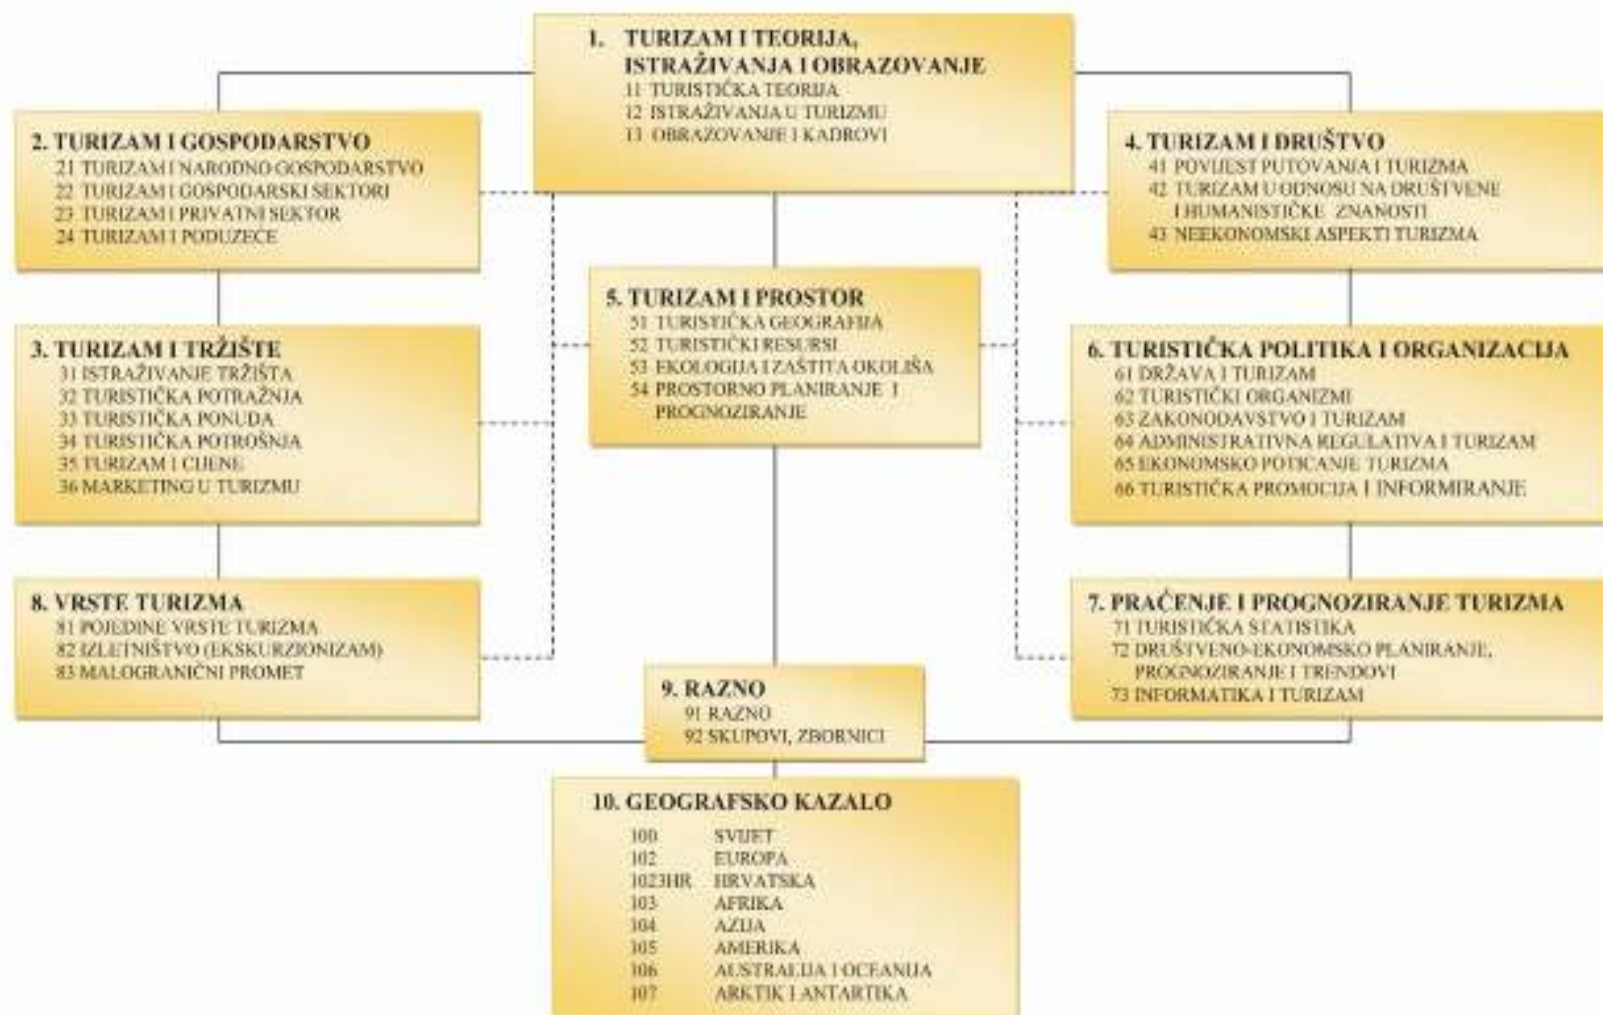 1. TURIZAM I TEORIJA,
ISTRAŽIVANJA I OBRAZOVANJE
11 TURISTIČKA TEORIJA
12 ISTRAŽIVANJA U TURIZMU
13 OBRAZOVANJE I KADROVI
2. TURIZAM I GOSPODARSTVO
21 TURIZAM I NARODNO GOSPODARSTVO
22 TURIZAM I GOSPODARSKI SEKTORI
23 TURIZAM I PRIVATNI SEKTOR
24 TURIZAM I PODUZEĆE
4. TURIZAM I DRUŠTVO
41 POVIJEST PUTOVANJA I TURIZMA
42 TURIZAM U ODNOSU NA DRUŠTVENE
I HUMANISTIČKE ZNANOSTI
43 NEEKONOMSKI ASPEKTI TURIZMA
5. TURIZAM I PROSTOR
51 TURISTIČKA GEOGRAFIJA
52 TURISTIČKI RESURSI
53 EKOLOGIJA I ZAŠTITA OKOLIŠA
54 PROSTORNO PLANIRANJE I
PROGNOZIRANJE
3. TURIZAM I TRŽIŠTE
31 ISTRAŽIVANJE TRŽIŠTA
32 TURISTIČKA POTRAŽNJA
33 TURISTIČKA PONUDA
34 TURISTIČKA POTROŠNJA
35 TURIZAM I CIJENE
36 MARKETING U TURIZMU
6. TURISTIČKA POLITIKA I ORGANIZACIJA
61 DRŽAVA I TURIZAM
62 TURISTIČKI ORGANIZMI
63 ZAKONODAVSTVO I TURIZAM
64 ADMINISTRATIVNA REGULATIVA I TURIZAM
65 EKONOMSKO POTICANJE TURIZMA
66 TURISTIČKA PROMOCIJA I INFORMIRANJE
8. VRSTE TURIZMA
81 POJEDINE VRSTE TURIZMA
82 IZLETNIŠTVO (EKSKURZIONIZAM)
83 MALOGRANIČNI PROMET
7. PRAĆENJE I PROGNOZIRANJE TURIZMA
71 TURISTIČKA STATISTIKA
72 DRUŠTVENO-EKONOMSKO PLANIRANJE,
PROGNOZIRANJE I TRENDOVI
73 INFORMATIKA I TURIZAM
9. RAZNO
91 RAZNO
92 SKUPOVI, ZBORNICI
10. GEOGRAFSKO KAZALO
100 SVIJET
102 EUROPA
1023HR HRVATSKA
103 AFRIKA
104 AZIJA
105 AMERIKA
106 AUSTRALIJA I OCEANIJA
107 ARKTIK I ANTARTIKA